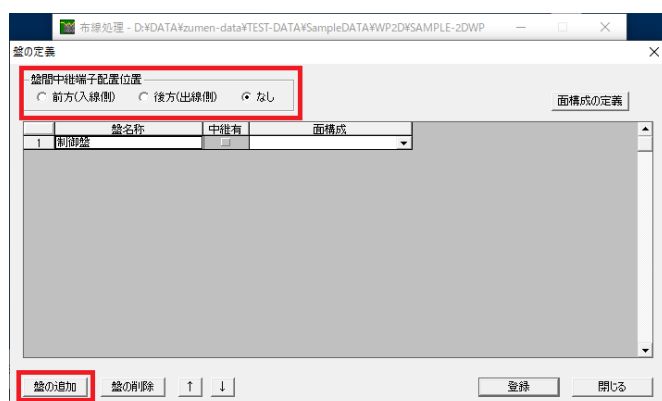 布線処理 - D:¥DATA¥zumen-data¥TEST-DATA¥SampleDATA¥WP2D¥SAMPLE-2DWP
盤の定義
盤間中継端子配置位置
前方(入線側) 後方(出線側) なし
面構成の定義
盤名称 中継有 面構成
1 制御盤
盤の追加 盤の削除 ↑ ↓ 登録 閉じる